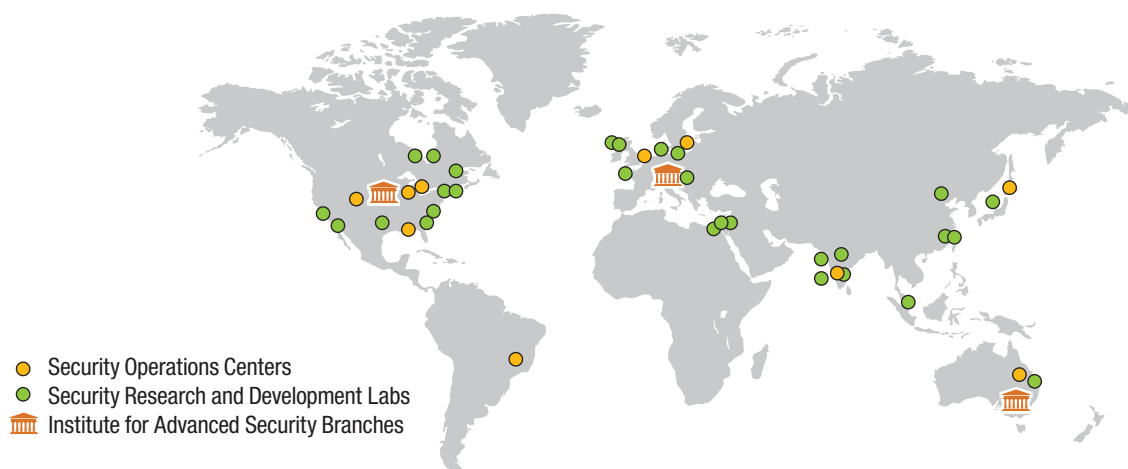 Security Operations Centers
Security Research and Development Labs
Institute for Advanced Security Branches